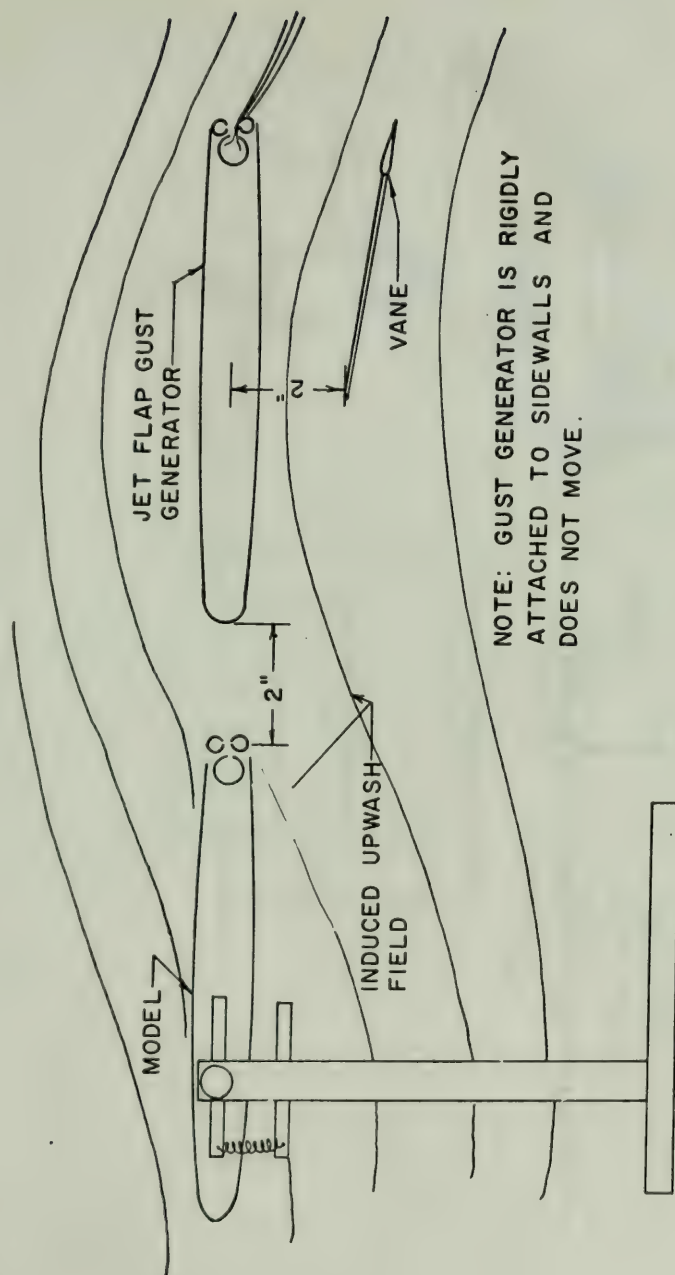 JET FLAP GUST
GENERATOR
2"
VANE
2"
MODEL
INDUCED UPWASH
FIELD
NOTE: GUST GENERATOR IS RIGIDLY
ATTACHED TO SIDEWALLS AND
DOES NOT MOVE.